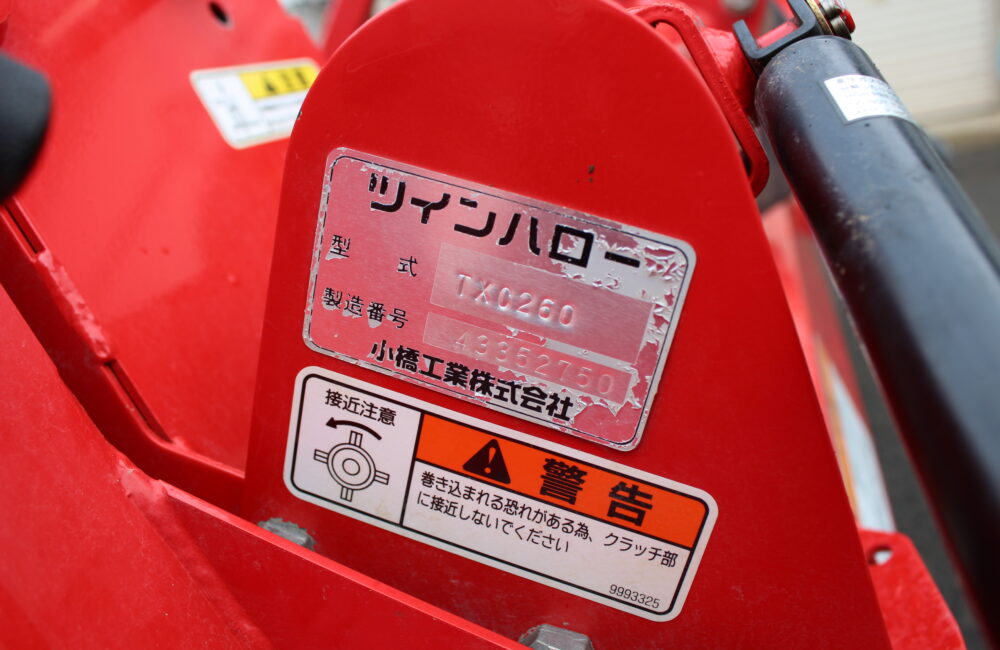 ツインハロー
型 式 TXC260
製造番号 43352750
小橋工業株式会社
接近注意
警告
巻き込まれる恐れがある為、クラッチ部
に接近しないでください
9993325